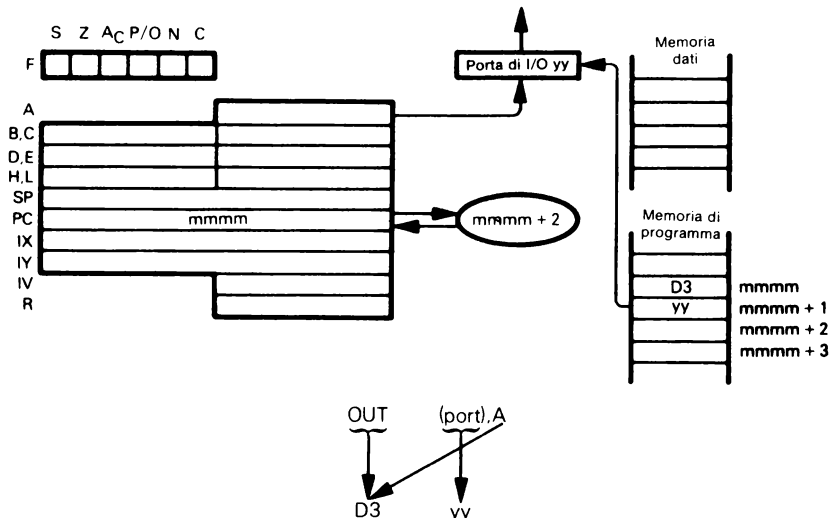 S Z AC P/O N C
F
Porta di I/O yy
Memoria
dati
A
B,C
D,E
H,L
SP
PC mmmm
mmmm + 2
IX
IY
IV
R
Memoria di
programma
D3 mmmm
yy mmmm + 1
mmmm + 2
mmmm + 3
OUT (port),A
D3 yy